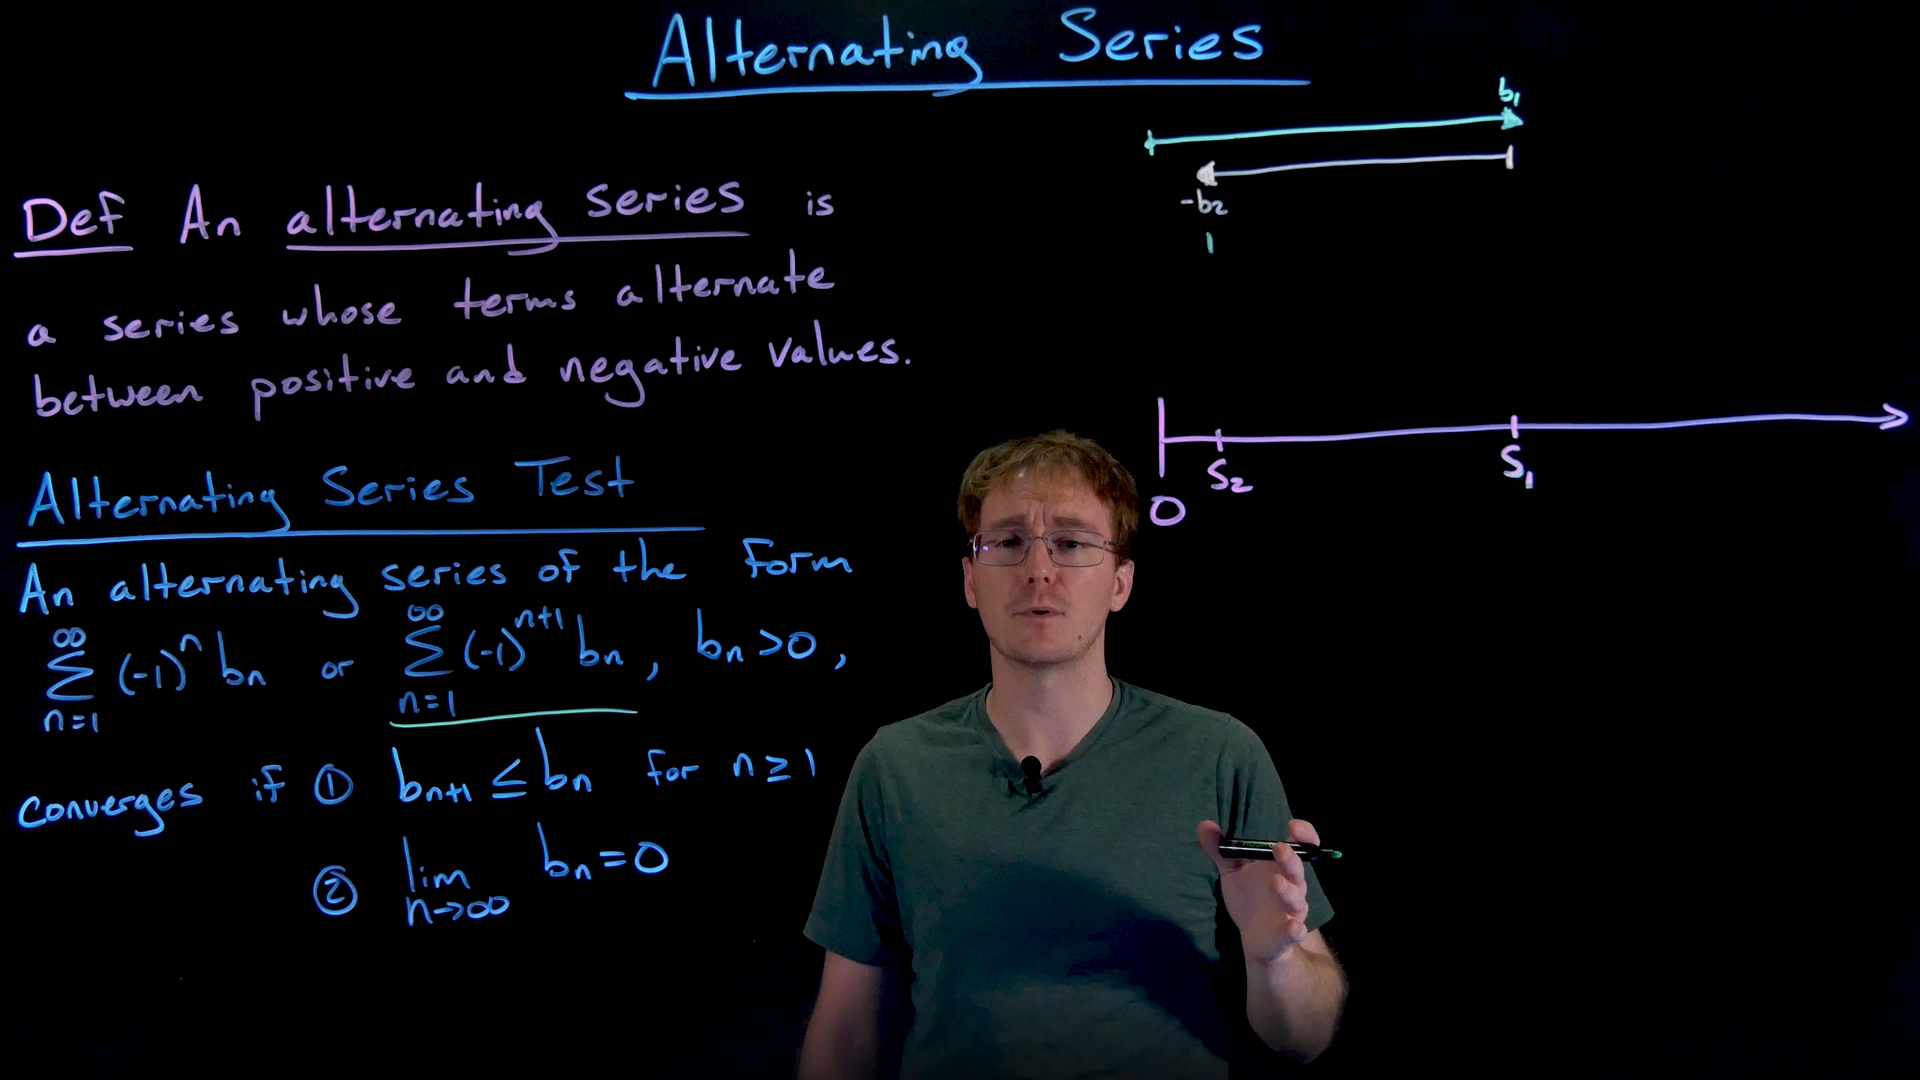 Alternating Series
Def An alternating series is
a series whose terms alternate
between positive and negative values.
Alternating Series Test
An alternating series of the form
∞∑n=1 (-1)ⁿ bₙ or ∞∑n=1 (-1)ⁿ⁺¹ bₙ, bₙ>0,
Converges if ① bₙ₊₁ ≤ bₙ for n≥1
② lim n→∞ bₙ=0
b₁
-b₂
S₂ S₁
0